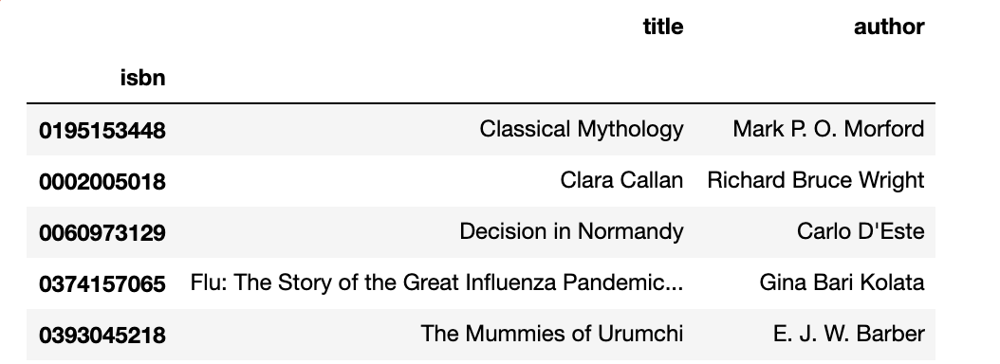 title author
isbn
0195153448 Classical Mythology Mark P. O. Morford
0002005018 Clara Callan Richard Bruce Wright
0060973129 Decision in Normandy Carlo D'Este
0374157065 Flu: The Story of the Great Influenza Pandemic... Gina Bari Kolata
0393045218 The Mummies of Urumchi E. J. W. Barber